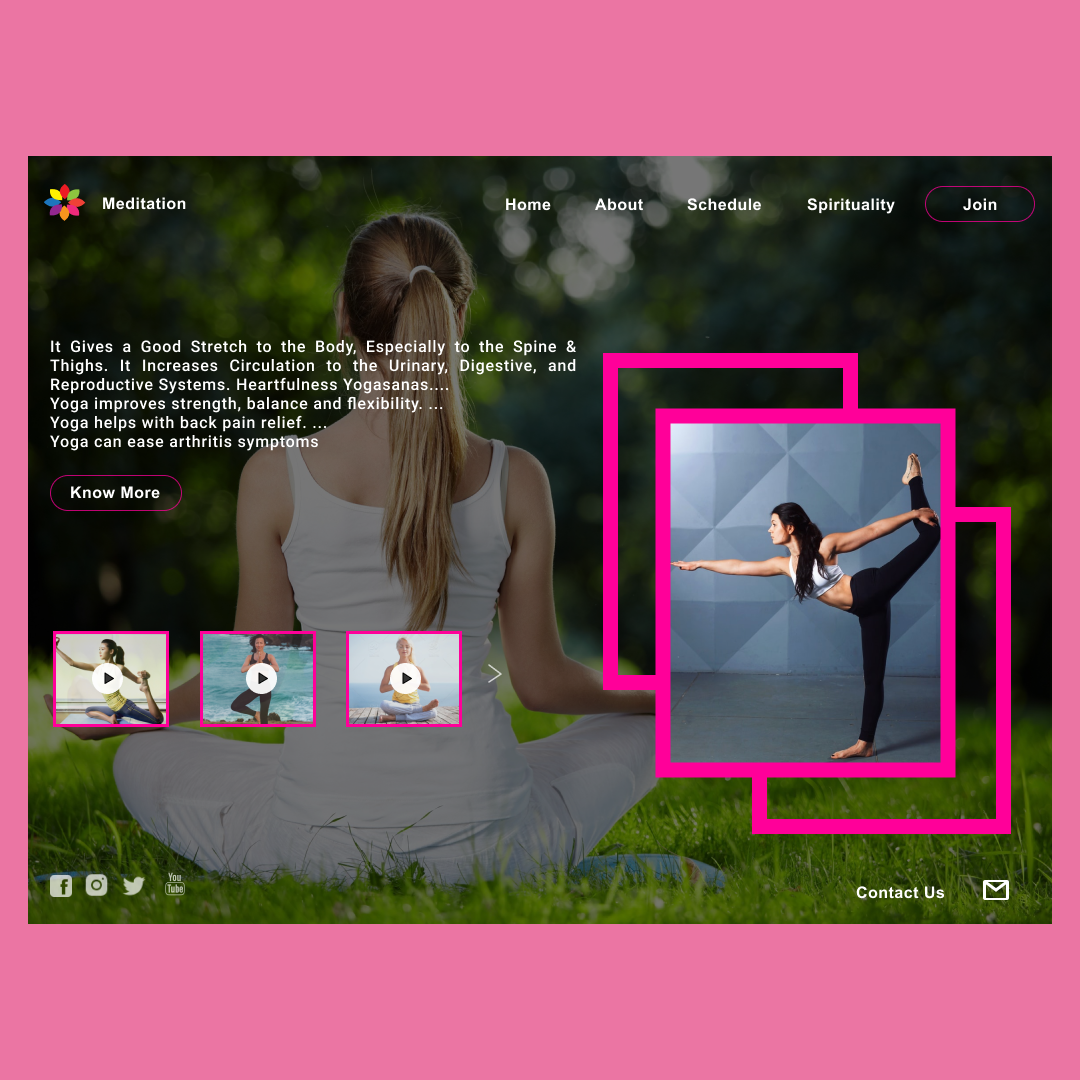 Meditation
Home About Schedule Spirituality Join
It Gives a Good Stretch to the Body, Especially to the Spine &
Thighs. It Increases Circulation to the Urinary, Digestive, and
Reproductive Systems. Heartfulness Yogasanas....
Yoga improves strength, balance and flexibility. ...
Yoga helps with back pain relief. ...
Yoga can ease arthritis symptoms
Know More
You
Tube
Contact Us